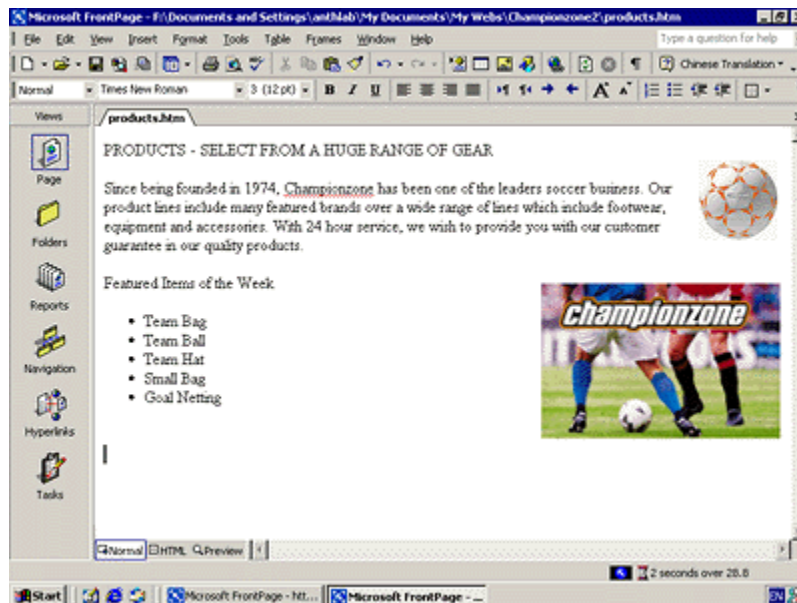 Microsoft FrontPage - F:\Documents and Settings\anthlab\My Documents\My Webs\Championzone2\products.htm
File Edit View Insert Format Tools Table Frames Window Help
Type a question for help
Chinese Translation
Normal Times New Roman 3 (12 pt) B I U A A
Views
products.htm
Page
Folders
Reports
Navigation
Hyperlinks
Tasks
PRODUCTS - SELECT FROM A HUGE RANGE OF GEAR
Since being founded in 1974, Championzone has been one of the leaders soccer business. Our
product lines include many featured brands over a wide range of lines which include footwear,
equipment and accessories. With 24 hour service, we wish to provide you with our customer
guarantee in our quality products.
Featured Items of the Week
• Team Bag
• Team Ball
• Team Hat
• Small Bag
• Goal Netting
championzone
Normal HTML Preview
2 seconds over 28.8
Start Microsoft FrontPage - htt... Microsoft FrontPage - ... EN